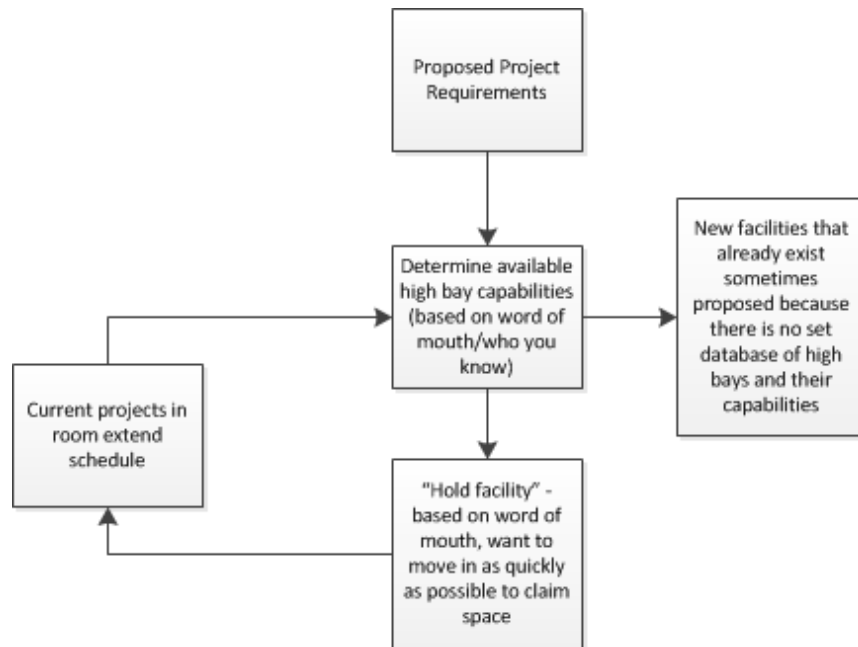 Proposed Project
Requirements
Determine available
high bay capabilities
(based on word of
mouth/who you
know)
New facilities that
already exist
sometimes
proposed because
there is no set
database of high
bays and their
capabilities
Current projects in
room extend
schedule
“Hold facility” -
based on word of
mouth, want to
move in as quickly
as possible to claim
space